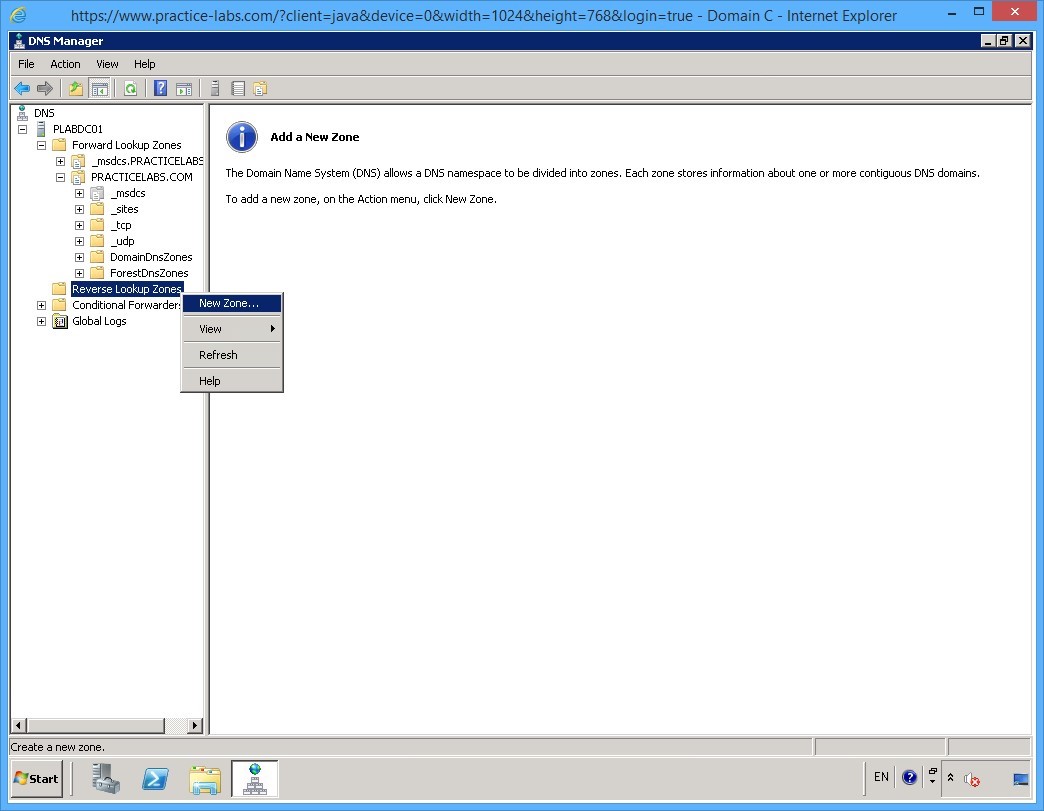 https://www.practice-labs.com/?client=java&device=0&width=1024&height=768&login=true - Domain C - Internet Explorer
DNS Manager
File Action View Help
DNS
PLABDC01
Forward Lookup Zones
_msdcs.PRACTICELABS
PRACTICELABS.COM
_msdcs
_sites
_tcp
_udp
DomainDnsZones
ForestDnsZones
Reverse Lookup Zones
Conditional Forwarders
Global Logs
New Zone...
View
Refresh
Help
Add a New Zone
The Domain Name System (DNS) allows a DNS namespace to be divided into zones. Each zone stores information about one or more contiguous DNS domains.
To add a new zone, on the Action menu, click New Zone.
Create a new zone.
Start
EN